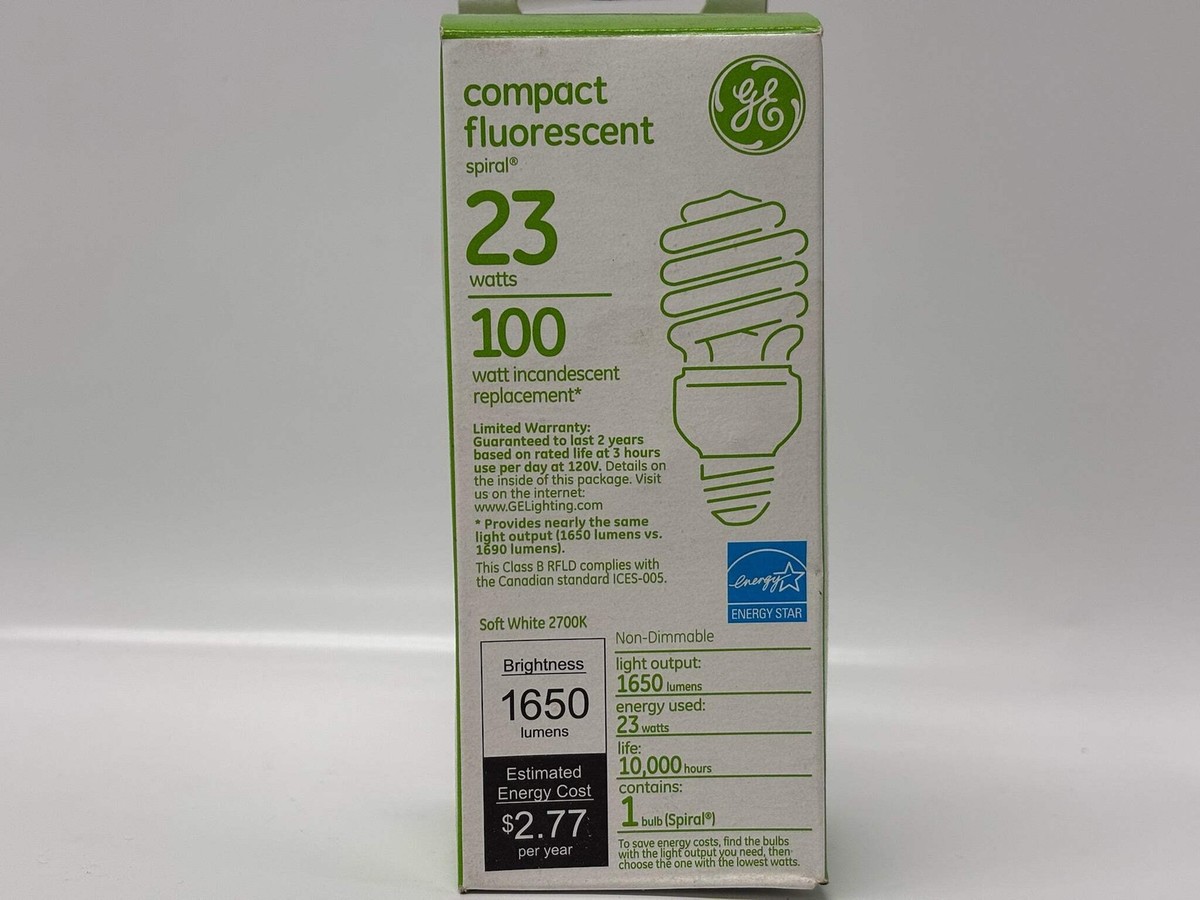 compact
fluorescent
spiral®
GE
23
watts
100
watt incandescent
replacement*
Limited Warranty:
Guaranteed to last 2 years
based on rated life at 3 hours
use per day at 120V. Details on
the inside of this package. Visit
us on the internet:
www.GELighting.com
* Provides nearly the same
light output (1650 lumens vs.
1690 lumens).
This Class B RFLD complies with
the Canadian standard ICES-005.
energy
ENERGY STAR
Soft White 2700K
Brightness
1650
lumens
Estimated
Energy Cost
$2.77
per year
Non-Dimmable
light output:
1650 lumens
energy used:
23 watts
life:
10,000 hours
contains:
1 bulb (Spiral®)
To save energy costs, find the bulbs
with the light output you need, then
choose the one with the lowest watts.